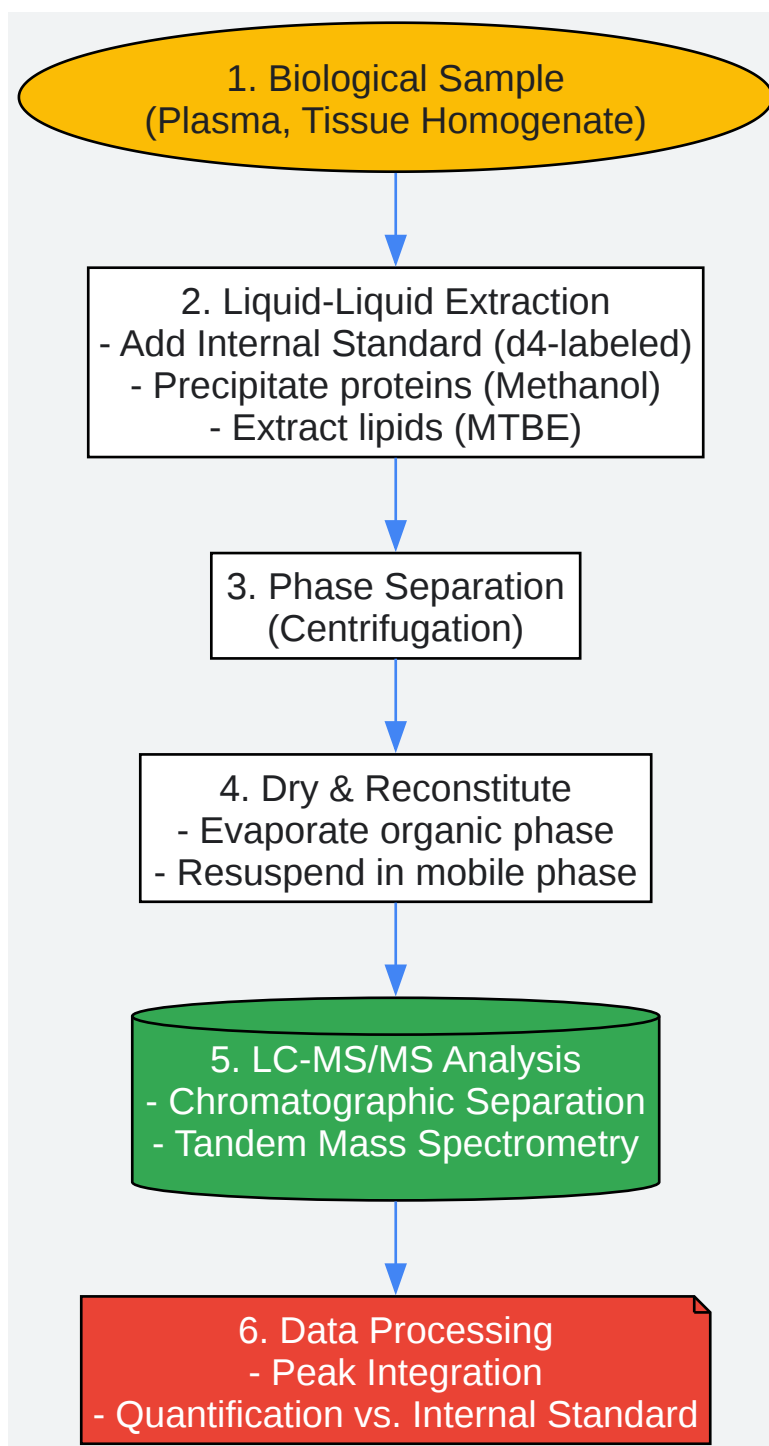 1. Biological Sample
(Plasma, Tissue Homogenate)
2. Liquid-Liquid Extraction
- Add Internal Standard (d4-labeled)
- Precipitate proteins (Methanol)
- Extract lipids (MTBE)
3. Phase Separation
(Centrifugation)
4. Dry & Reconstitute
- Evaporate organic phase
- Resuspend in mobile phase
5. LC-MS/MS Analysis
- Chromatographic Separation
- Tandem Mass Spectrometry
6. Data Processing
- Peak Integration
- Quantification vs. Internal Standard